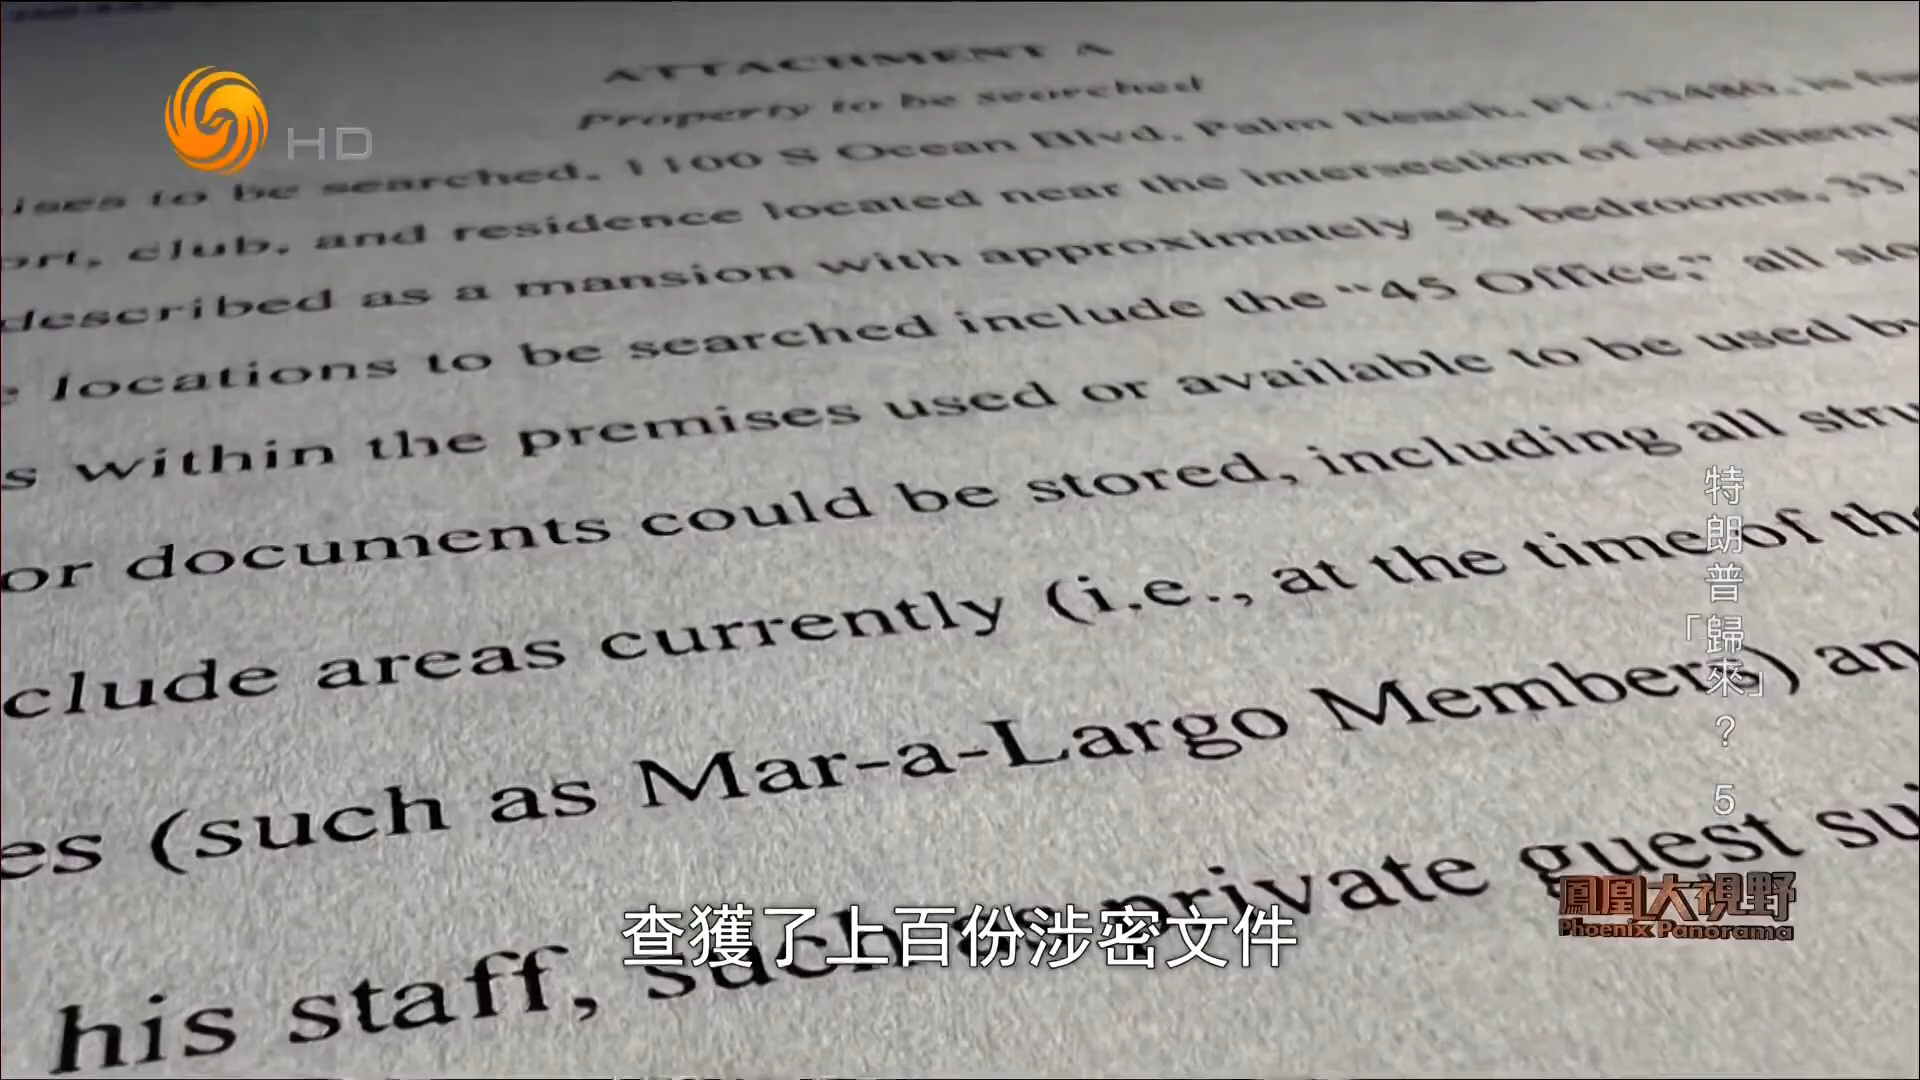 ATTACHMENT A
Property to be searched
ises to be searched, 1100 S Ocean Blvd, Palm Beach, FL 33480, is
ort, club, and residence located near the intersection of Southern
described as a mansion with approximately 58 bedrooms, 33
locations to be searched include the “45 Office,” all sto
s within the premises used or available to be used by
or documents could be stored, including all stru
clude areas currently (i.e., at the time of the
es (such as Mar-a-Largo Members) an
his staff, such as private guest sui
HD
特朗普「歸來」？5
鳳凰大視野
Phoenix Panorama
查獲了上百份涉密文件